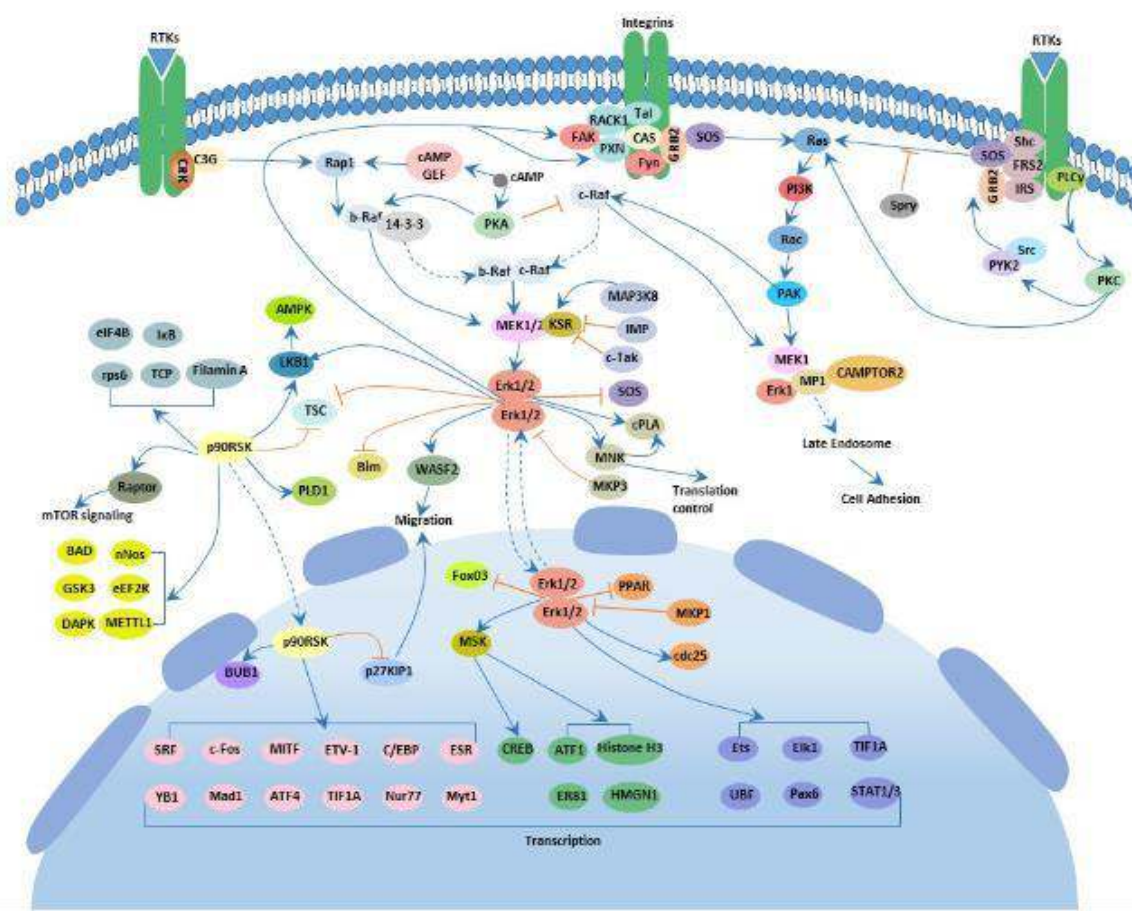 Integrins
RTKs
RTKs
RACK1
Tal
FAK
PXN
CAS
Fyn
GRB2
SOS
Ras
SOS
Shc
FRS2
GRB2
IRS
PLCy
CRK
C3G
Rap1
cAMP
GEF
cAMP
c-Raf
PI3K
Spry
b-Raf
14-3-3
PKA
Rac
PYK2
Src
PKC
b-Raf
c-Raf
PAK
MAP3K8
AMPK
MEK1/2
KSR
IMP
eIF4B
IκB
c-Tak
MEK1
LKB1
rps6
TCP
Filamin A
Erk1/2
SOS
Erk1
MP1
CAMPTOR2
TSC
Erk1/2
cPLA
p90RSK
Late Endosome
Bim
WASF2
MNK
Raptor
PLD1
MKP3
Translation
control
Cell Adhesion
mTOR signaling
Migration
BAD
nNos
Fox03
Erk1/2
PPAR
GSK3
eEF2K
Erk1/2
MKP1
DAPK
METTL1
p90RSK
MSK
cdc25
BUB1
p27KIP1
SRF
c-Fos
MITF
ETV-1
C/EBP
ESR
CREB
ATF1
Histone H3
Ets
Elk1
TIF1A
YB1
Mad1
ATF4
TIF1A
Nur77
Myt1
ER81
HMGN1
UBF
Pax6
STAT1/3
Transcription